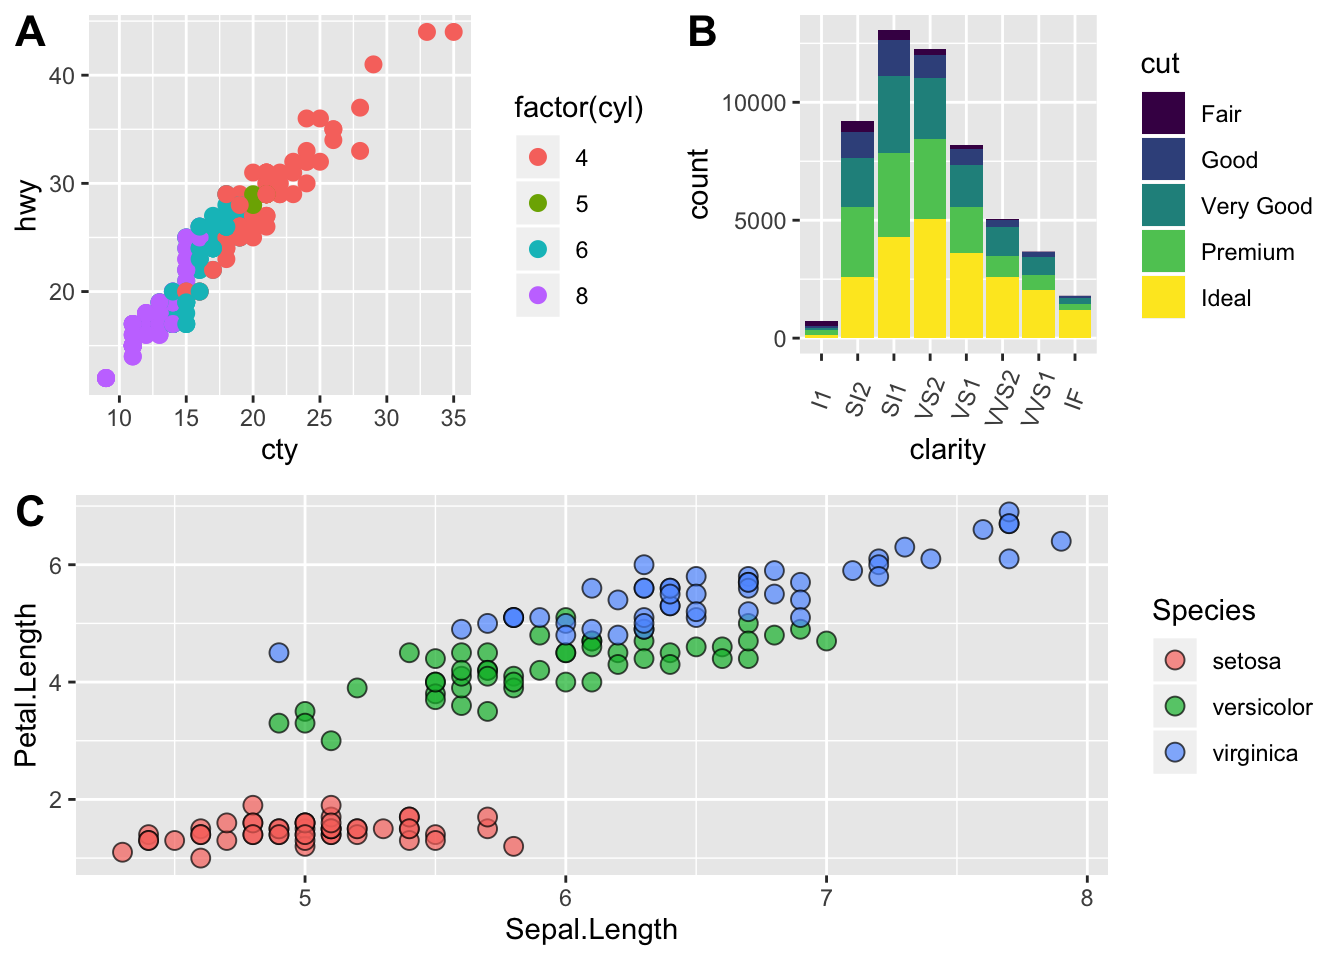 A
hwy
40
30
20
10 15 20 25 30 35
cty
factor(cyl)
4
5
6
8
B
count
10000
5000
0
I1 SI2 SI1 VS2 VS1 VVS2 VVS1 IF
clarity
cut
Fair
Good
Very Good
Premium
Ideal
C
Petal.Length
6
4
2
5 6 7 8
Sepal.Length
Species
setosa
versicolor
virginica